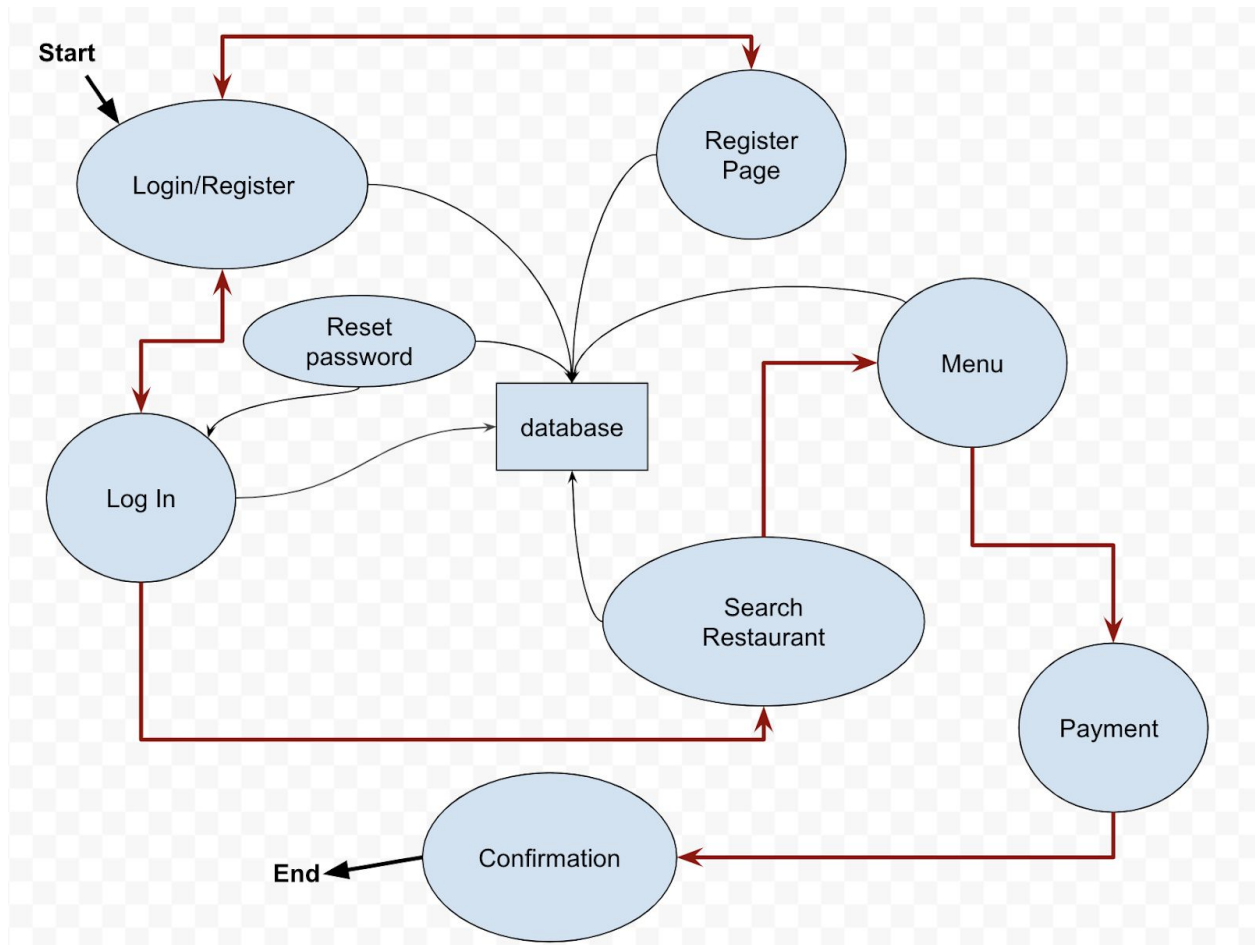 Start
Login/Register
Register
Page
Reset
password
Menu
database
Log In
Search
Restaurant
Payment
Confirmation
End